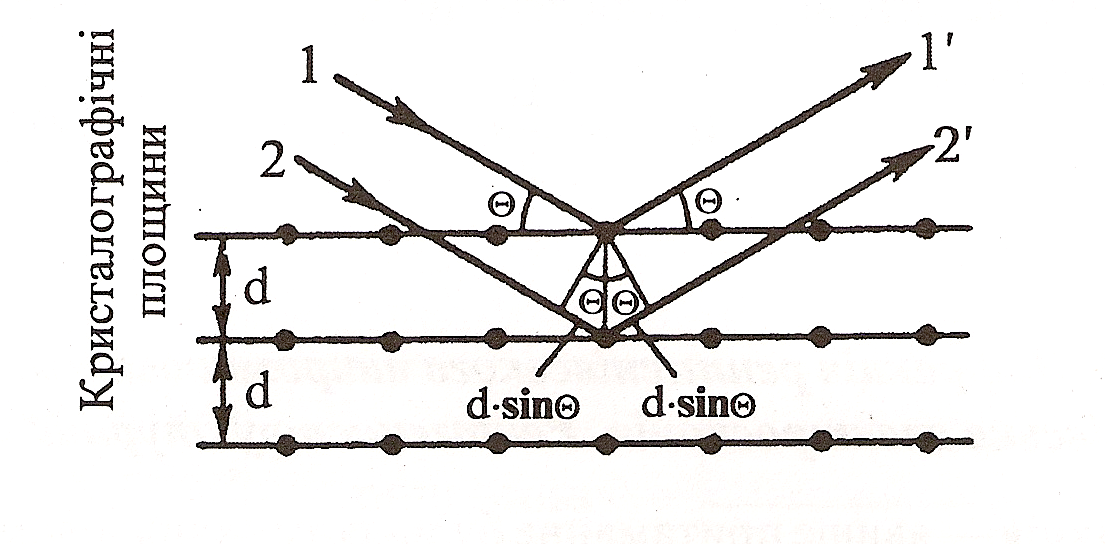 Кристалографічні
площини
1
1'
2
2'
Θ
Θ
d
Θ
Θ
d
d·sinΘ
d·sinΘ